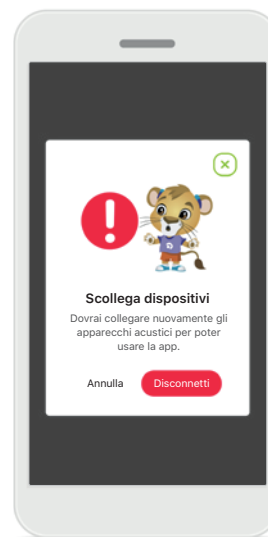 Scollega dispositivi
Dovrai collegare nuovamente gli
apparecchi acustici per poter
usare la app.
Annulla
Disconnetti